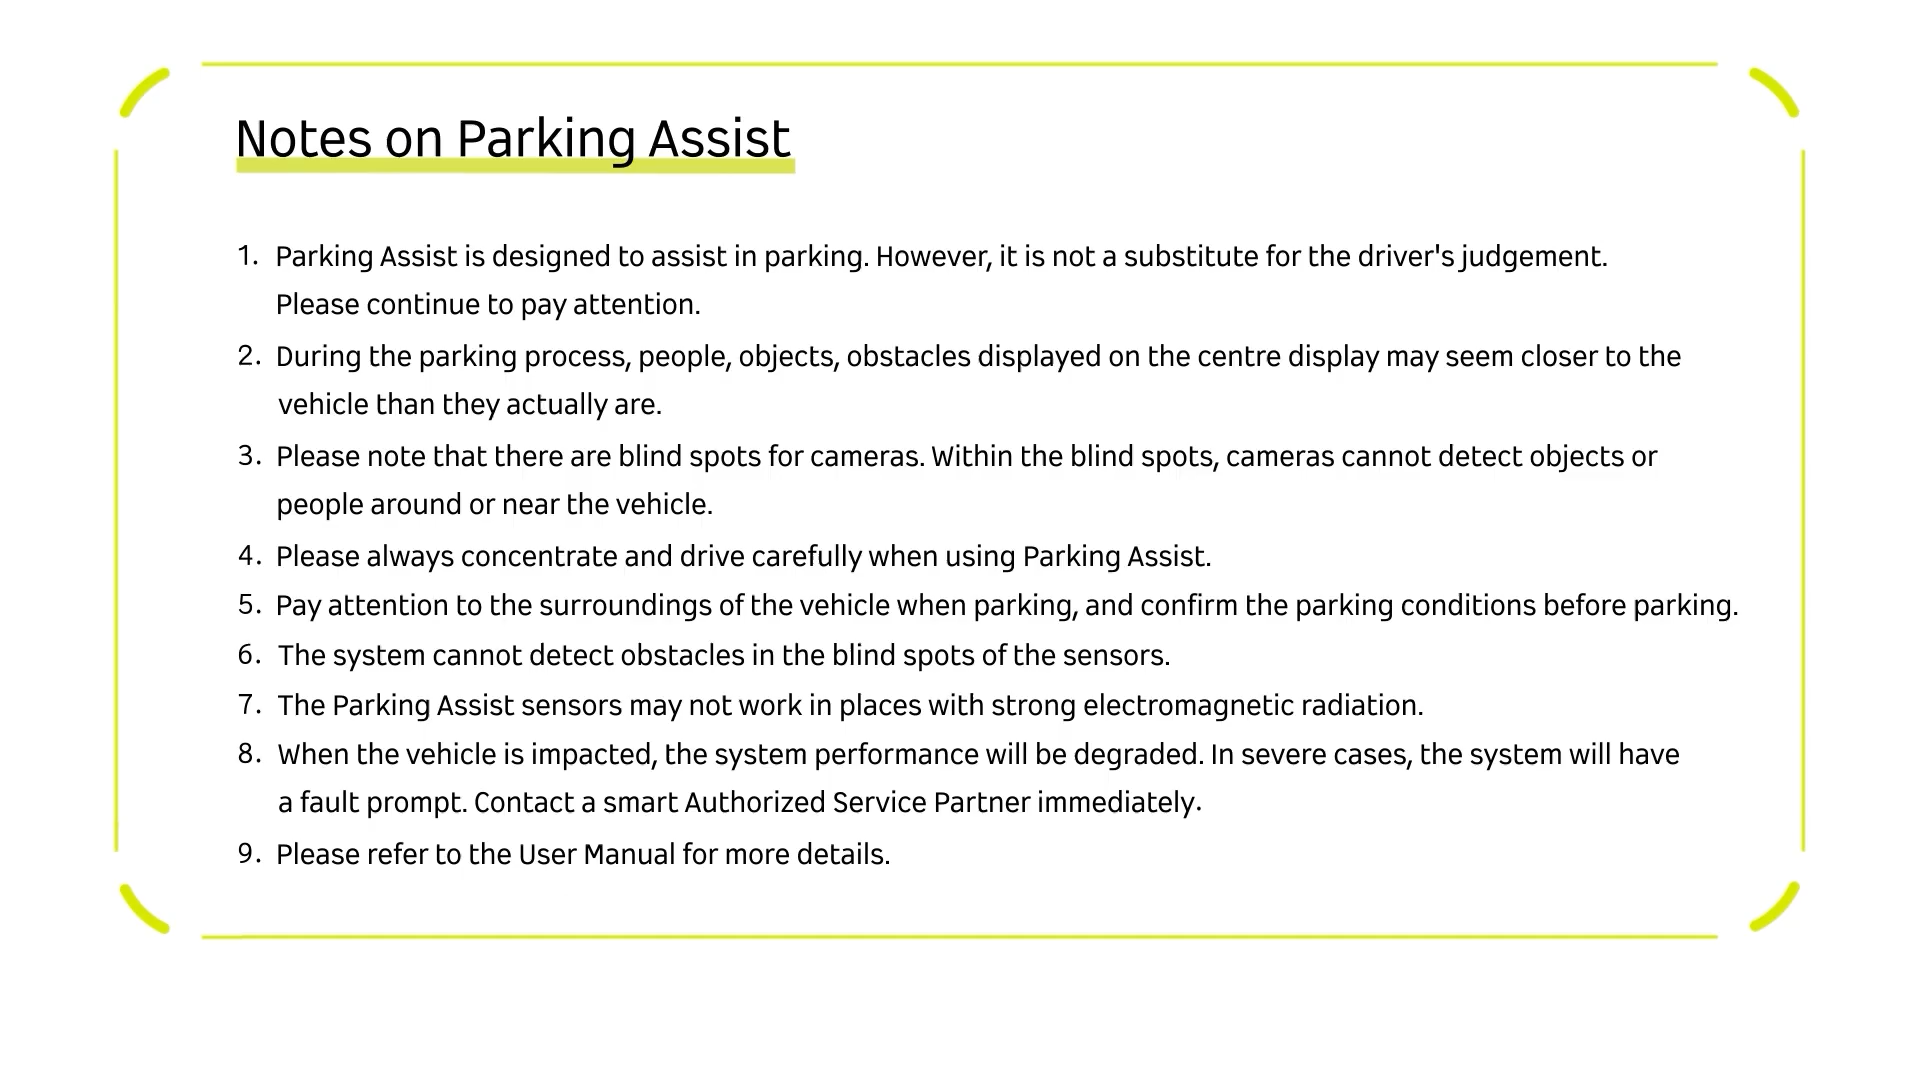 Notes on Parking Assist
1. Parking Assist is designed to assist in parking. However, it is not a substitute for the driver's judgement.
Please continue to pay attention.
2. During the parking process, people, objects, obstacles displayed on the centre display may seem closer to the
vehicle than they actually are.
3. Please note that there are blind spots for cameras. Within the blind spots, cameras cannot detect objects or
people around or near the vehicle.
4. Please always concentrate and drive carefully when using Parking Assist.
5. Pay attention to the surroundings of the vehicle when parking, and confirm the parking conditions before parking.
6. The system cannot detect obstacles in the blind spots of the sensors.
7. The Parking Assist sensors may not work in places with strong electromagnetic radiation.
8. When the vehicle is impacted, the system performance will be degraded. In severe cases, the system will have
a fault prompt. Contact a smart Authorized Service Partner immediately.
9. Please refer to the User Manual for more details.